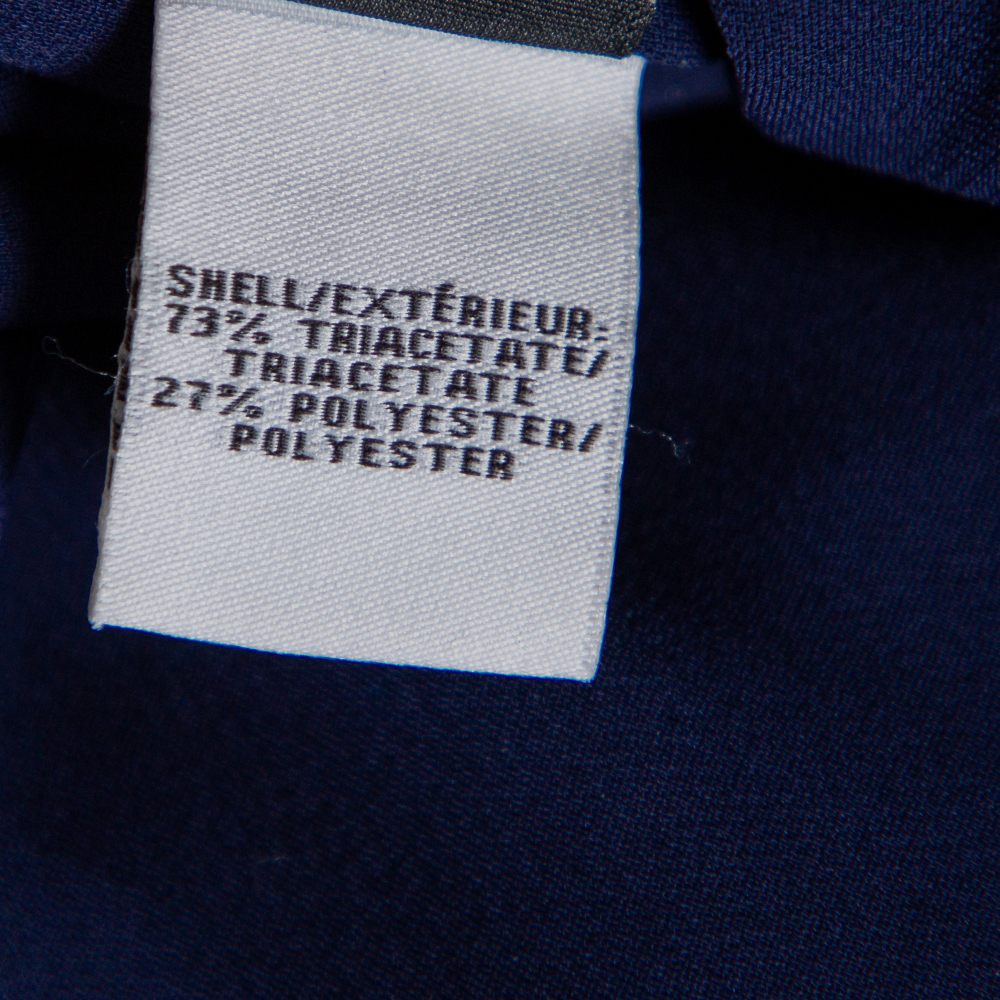 SHELL/EXTÉRIEUR:
73% TRIACETATE/
TRIACETATE
27% POLYESTER/
POLYESTER